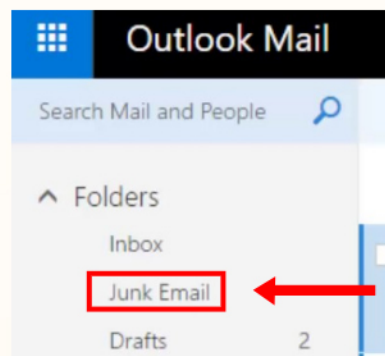 Outlook Mail
Search Mail and People
Folders
Inbox
Junk Email
Drafts 2